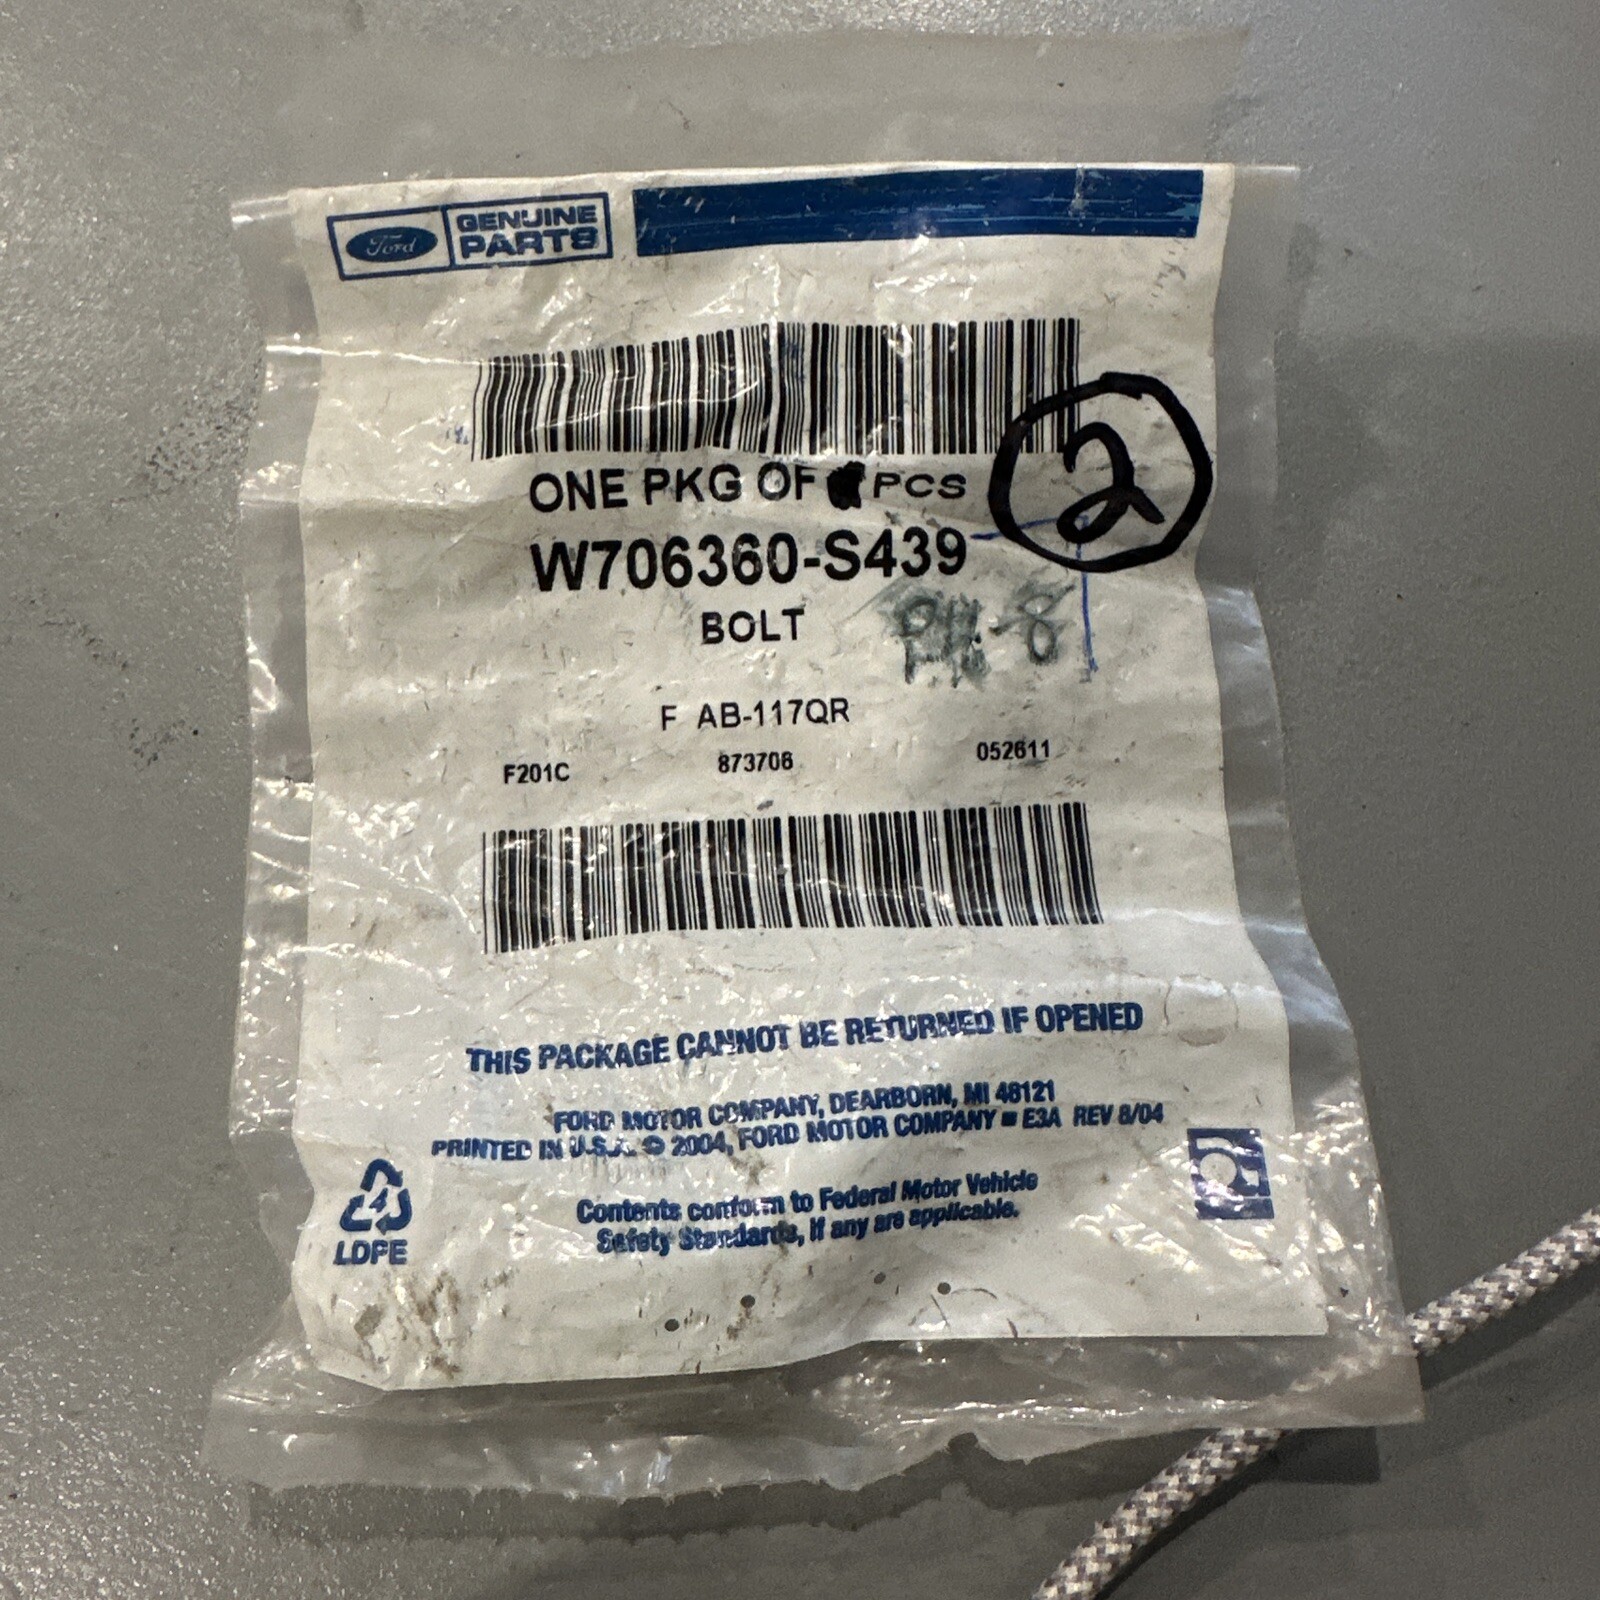 Ford GENUINE PARTS
ONE PKG OF PCS
2
W706360-S439
BOLT
PK-8
F AB-117QR
F201C 873706 052611
THIS PACKAGE CANNOT BE RETURNED IF OPENED
FORD MOTOR COMPANY, DEARBORN, MI 48121
PRINTED IN U.S.A. © 2004, FORD MOTOR COMPANY = E3A REV 8/04
Contents conform to Federal Motor Vehicle
Safety Standards, if any are applicable.
4
LDPE